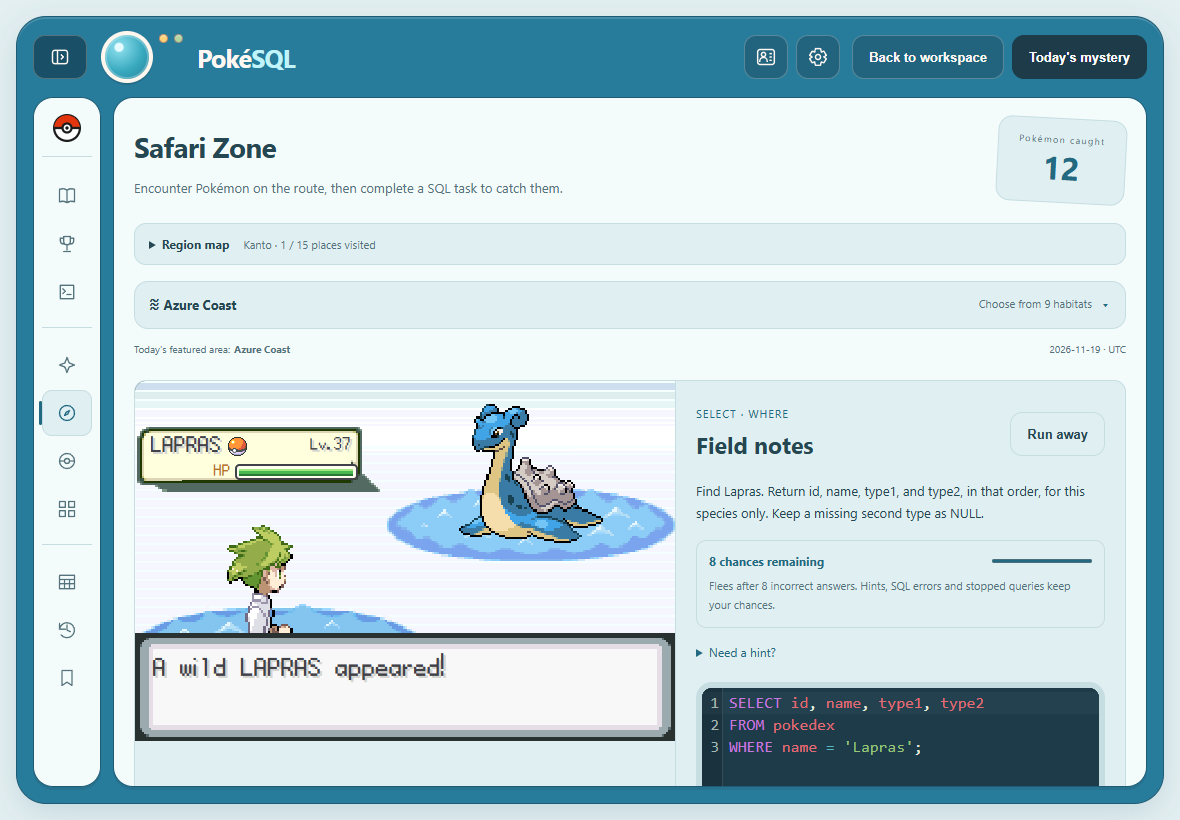 PokéSQL
Back to workspace
Today's mystery
Safari Zone
Encounter Pokémon on the route, then complete a SQL task to catch them.
Pokémon caught
12
Region map Kanto · 1 / 15 places visited
Azure Coast
Choose from 9 habitats
Today's featured area: Azure Coast
2026-11-19 · UTC
LAPRAS Lv.37
HP
A wild LAPRAS appeared!
SELECT · WHERE
Field notes
Run away
Find Lapras. Return id, name, type1, and type2, in that order, for this
species only. Keep a missing second type as NULL.
8 chances remaining
Flees after 8 incorrect answers. Hints, SQL errors and stopped queries keep
your chances.
Need a hint?
1 SELECT id, name, type1, type2
2 FROM pokedex
3 WHERE name = 'Lapras';